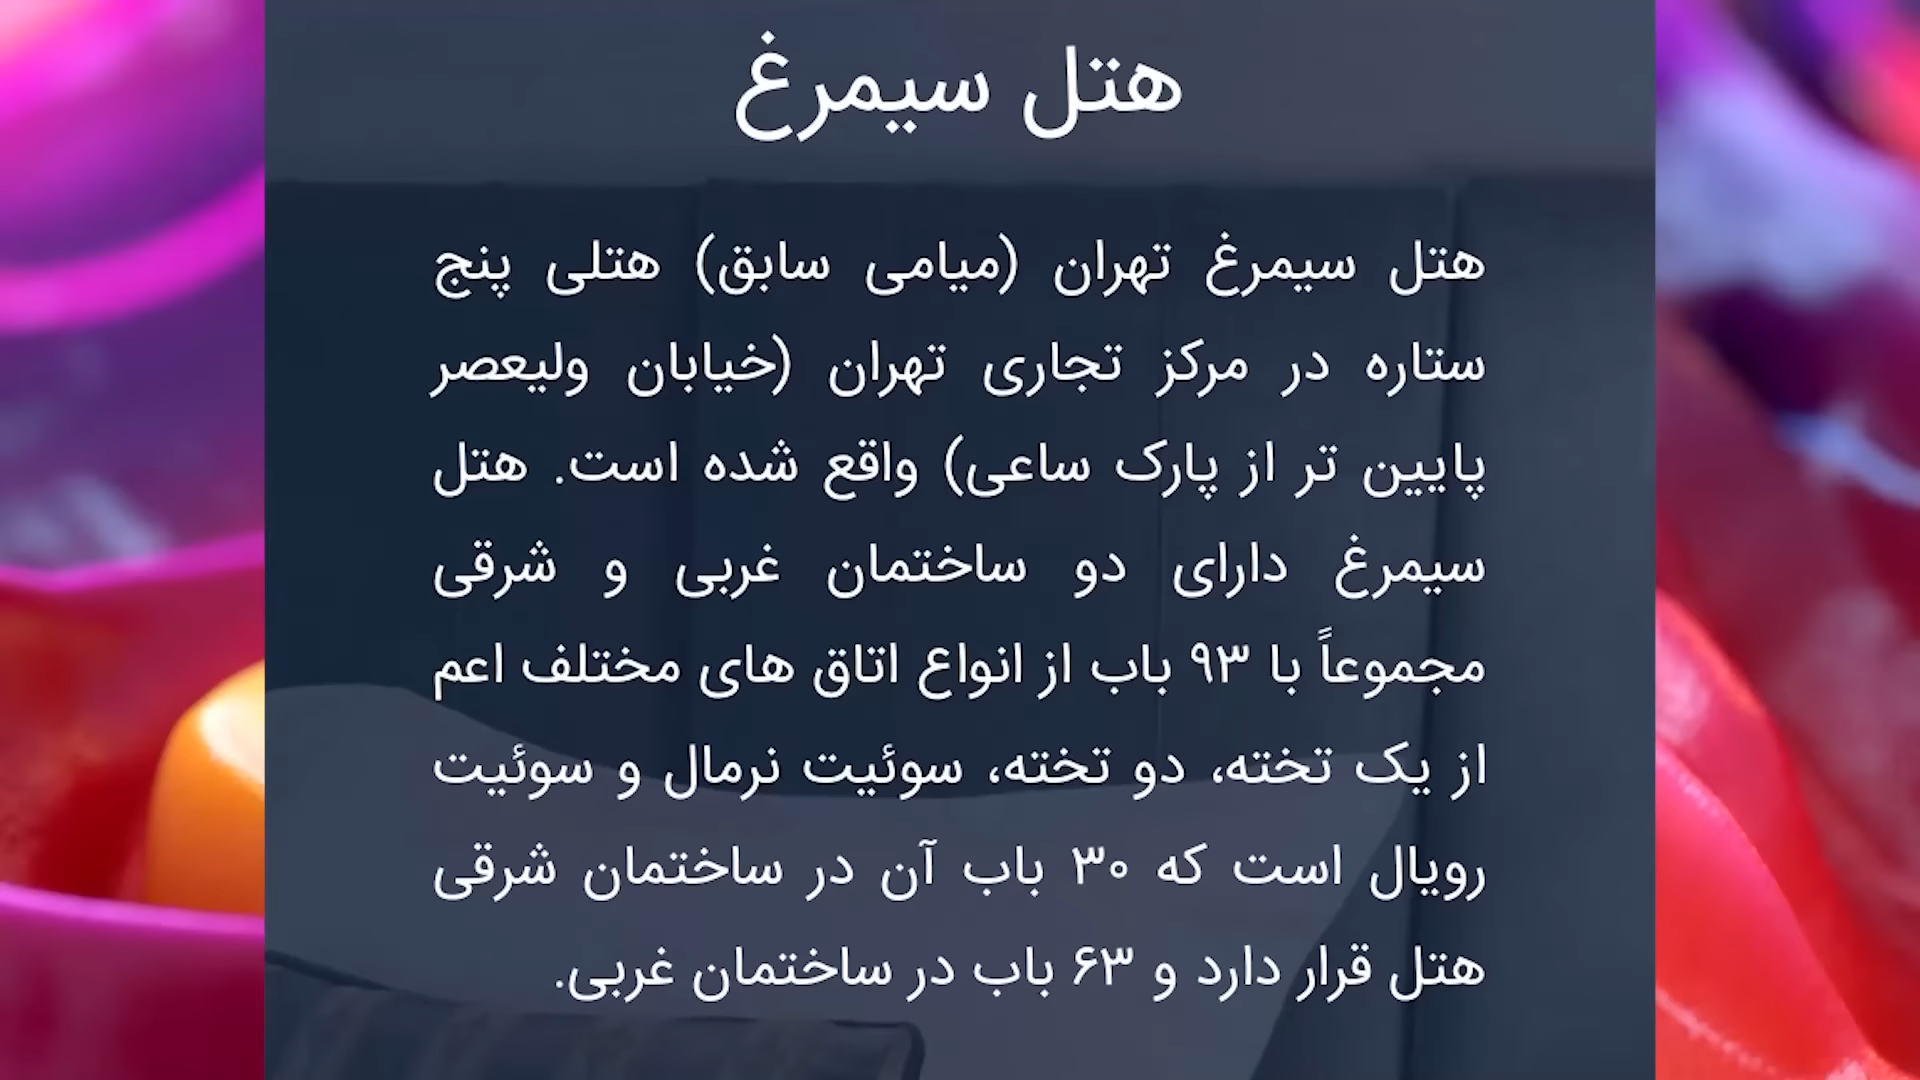 هتل سیمرغ
هتل سیمرغ تهران (میامی سابق) هتلی پنج
ستاره در مرکز تجاری تهران (خیابان ولیعصر
پایین تر از پارک ساعی) واقع شده است. هتل
سیمرغ دارای دو ساختمان غربی و شرقی
مجموعاً با ۹۳ باب از انواع اتاق های مختلف اعم
از یک تخته، دو تخته، سوئیت نرمال و سوئیت
رویال است که ۳۰ باب آن در ساختمان شرقی
هتل قرار دارد و ۶۳ باب در ساختمان غربی.